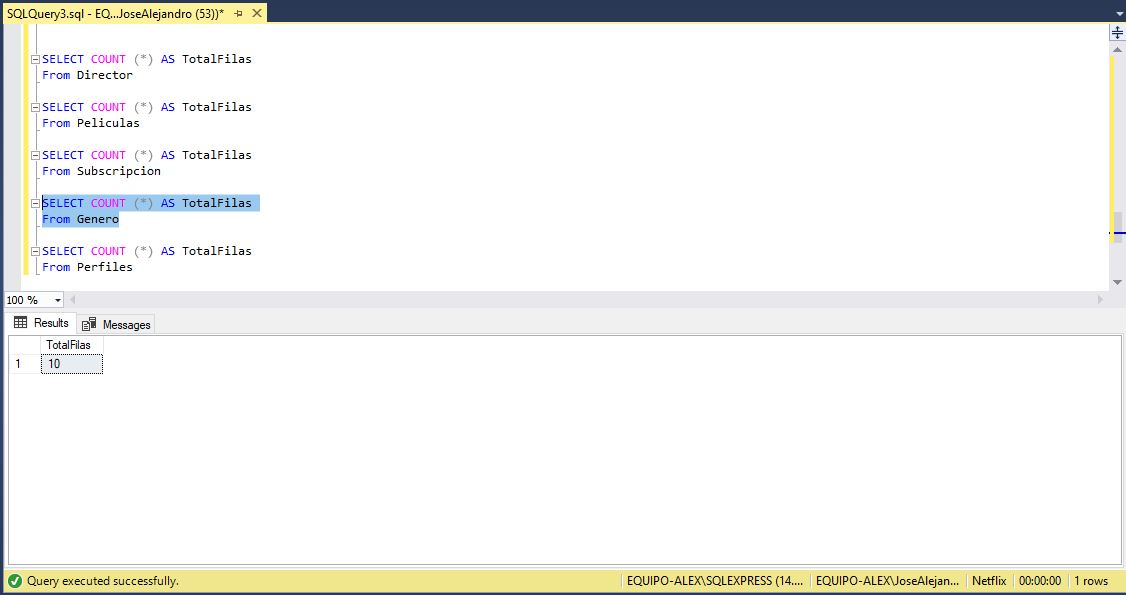 SQLQuery3.sql - EQ...JoseAlejandro (53))*
SELECT COUNT (*) AS TotalFilas
From Director
SELECT COUNT (*) AS TotalFilas
From Peliculas
SELECT COUNT (*) AS TotalFilas
From Subscripcion
SELECT COUNT (*) AS TotalFilas
From Genero
SELECT COUNT (*) AS TotalFilas
From Perfiles
100 %
Results Messages
TotalFilas
1 10
Query executed successfully. EQUIPO-ALEX\SQLEXPRESS (14.... EQUIPO-ALEX\JoseAlejan... Netflix 00:00:00 1 rows